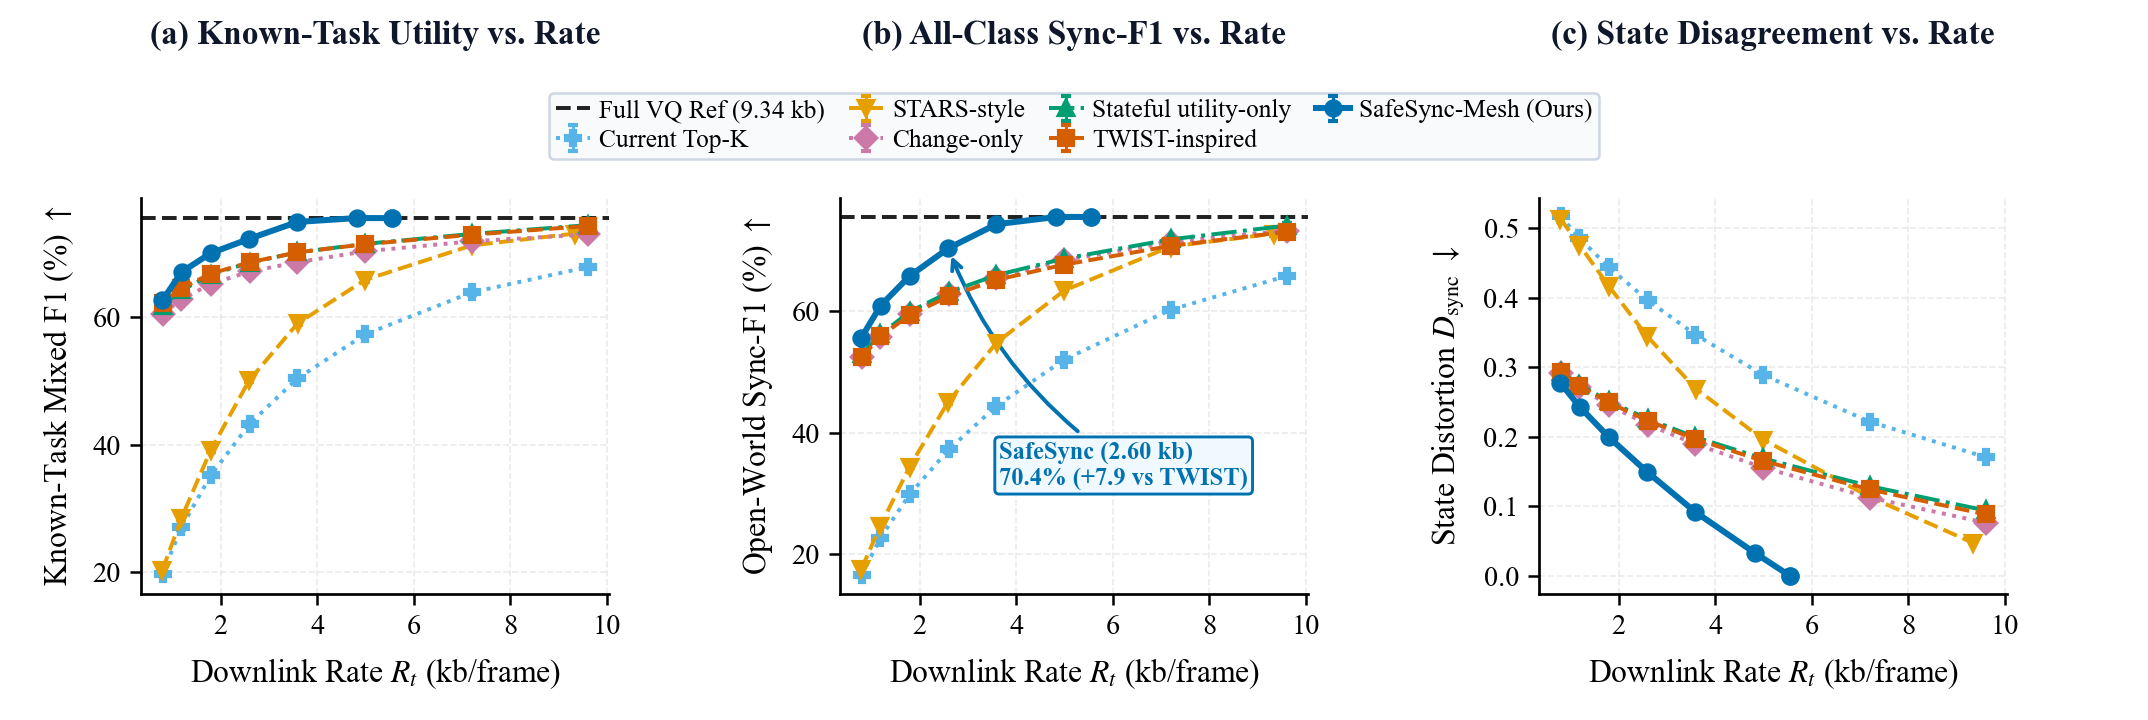 (a) Known-Task Utility vs. Rate
(b) All-Class Sync-F1 vs. Rate
(c) State Disagreement vs. Rate
Full VQ Ref (9.34 kb)
Current Top-K
STARS-style
Change-only
Stateful utility-only
TWIST-inspired
SafeSync-Mesh (Ours)
Known-Task Mixed F1 (%) ↑
60
40
20
2 4 6 8 10
Downlink Rate Rₜ (kb/frame)
Open-World Sync-F1 (%) ↑
60
40
20
SafeSync (2.60 kb)
70.4% (+7.9 vs TWIST)
2 4 6 8 10
Downlink Rate Rₜ (kb/frame)
State Distortion D_sync ↓
0.5
0.4
0.3
0.2
0.1
0.0
2 4 6 8 10
Downlink Rate Rₜ (kb/frame)